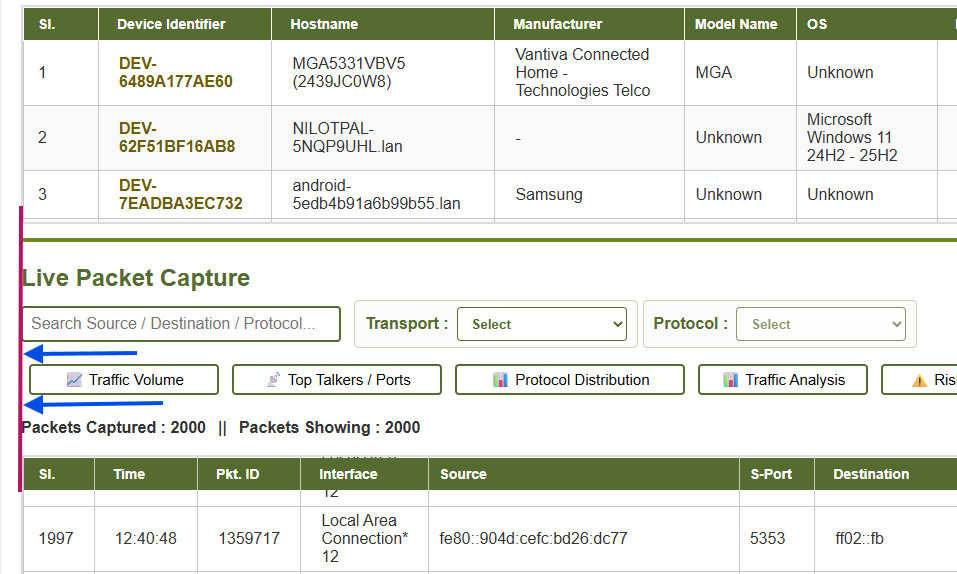 Sl. Device Identifier Hostname Manufacturer Model Name OS
1 DEV-6489A177AE60 MGA5331VBV5 (2439JC0W8) Vantiva Connected Home - Technologies Telco MGA Unknown
2 DEV-62F51BF16AB8 NILOTPAL-5NQP9UHL.lan - Unknown Microsoft Windows 11 24H2 - 25H2
3 DEV-7EADBA3EC732 android-5edb4b91a6b99b55.lan Samsung Unknown Unknown
Live Packet Capture
Search Source / Destination / Protocol... Transport : Select Protocol : Select
Traffic Volume Top Talkers / Ports Protocol Distribution Traffic Analysis
Packets Captured : 2000 || Packets Showing : 2000
Sl. Time Pkt. ID Interface Source S-Port Destination
12
1997 12:40:48 1359717 Local Area Connection* 12 fe80::904d:cefc:bd26:dc77 5353 ff02::fb